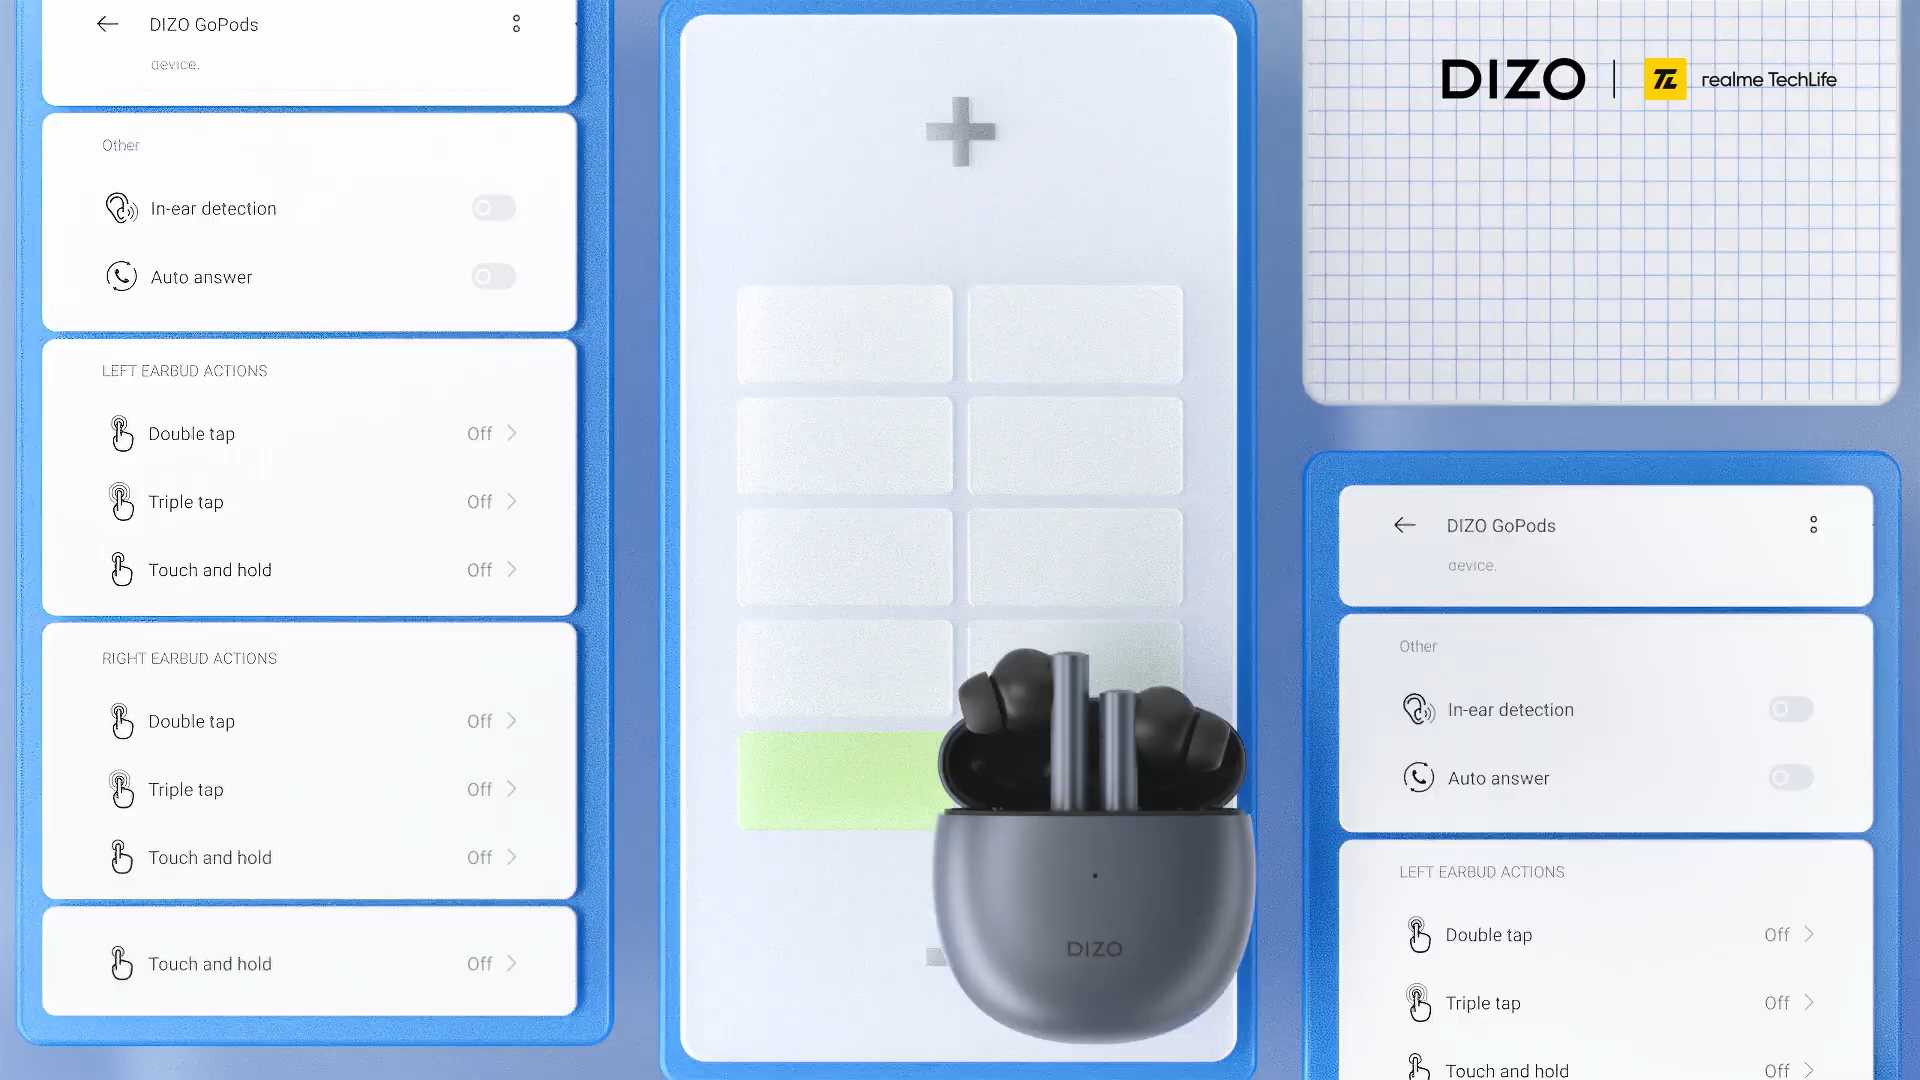 DIZO GoPods
device.
Other
In-ear detection
Auto answer
LEFT EARBUD ACTIONS
Double tap Off
Triple tap Off
Touch and hold Off
RIGHT EARBUD ACTIONS
Double tap Off
Triple tap Off
Touch and hold Off
Touch and hold Off
DIZO
DIZO | TL realme TechLife
DIZO GoPods
device.
Other
In-ear detection
Auto answer
LEFT EARBUD ACTIONS
Double tap Off
Triple tap Off
Touch and hold Off